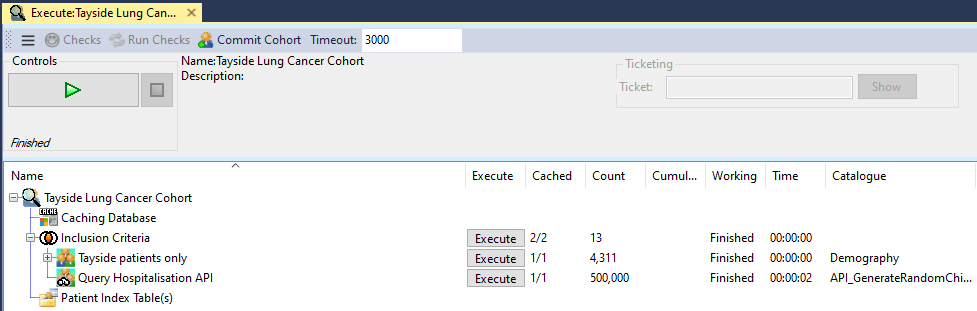 Execute:Tayside Lung Can...
Checks Run Checks Commit Cohort Timeout: 3000
Controls
Name:Tayside Lung Cancer Cohort
Description:
Ticketing
Ticket: Show
Finished
Name Execute Cached Count Cumul... Working Time Catalogue
Tayside Lung Cancer Cohort
CACHE Caching Database
Inclusion Criteria Execute 2/2 13 Finished 00:00:00
Tayside patients only Execute 1/1 4,311 Finished 00:00:00 Demography
Query Hospitalisation API Execute 1/1 500,000 Finished 00:00:02 API_GenerateRandomChi...
Patient Index Table(s)